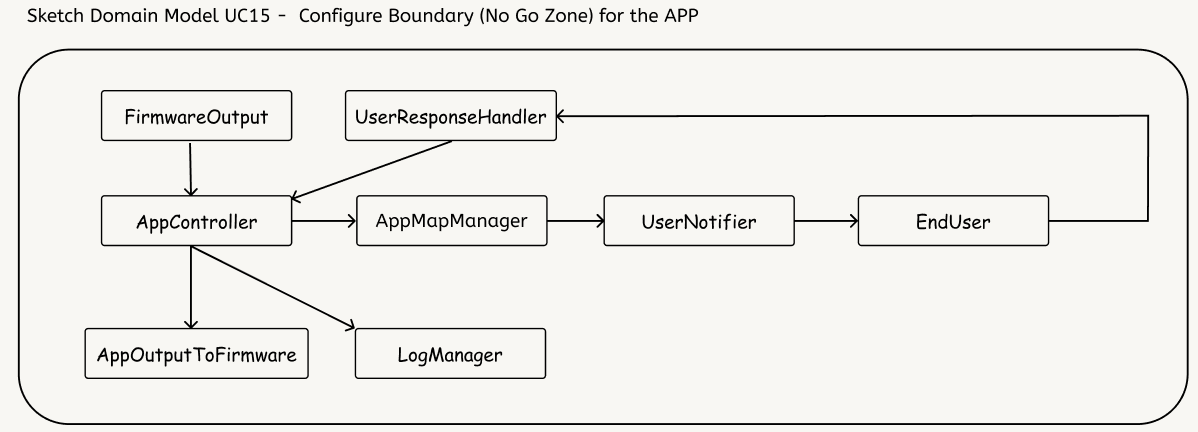 Sketch Domain Model UC15 - Configure Boundary (No Go Zone) for the APP
FirmwareOutput
UserResponseHandler
AppController
AppMapManager
UserNotifier
EndUser
AppOutputToFirmware
LogManager